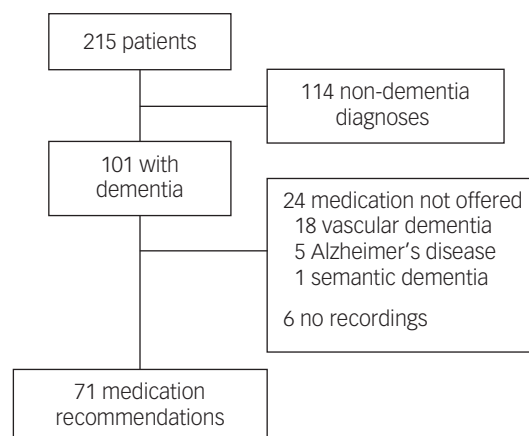 215 patients
114 non-dementia
diagnoses
101 with
dementia
24 medication not offered
18 vascular dementia
5 Alzheimer’s disease
1 semantic dementia
6 no recordings
71 medication
recommendations